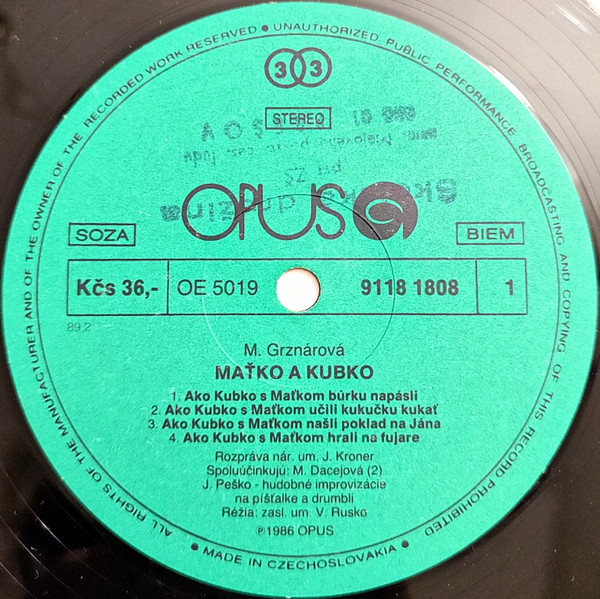 ALL RIGHTS OF THE MANUFACTURER AND OF THE OWNER OF THE RECORDED WORK RESERVED • UNAUTHORIZED PUBLIC PERFORMANCE BROADCASTING AND COPYING OF THIS RECORD PROHIBITED
33
STEREO
OPUS
SOZA
BIEM
Kčs 36,- OE 5019 9118 1808 1
89.2
M. Grznárová
MAŤKO A KUBKO
1. Ako Kubko s Maťkom búrku napásli
2. Ako Kubko s Maťkom učili kukučku kukať
3. Ako Kubko s Maťkom našli poklad na Jána
4. Ako Kubko s Maťkom hrali na fujare
Rozpráva nár. um. J. Kroner
Spoluúčinkujú: M. Dacejová (2)
J. Peško - hudobné improvizácie
na píšťalke a drumbli
Réžia: zasl. um. V. Rusko
℗1986 OPUS
• MADE IN CZECHOSLOVAKIA •